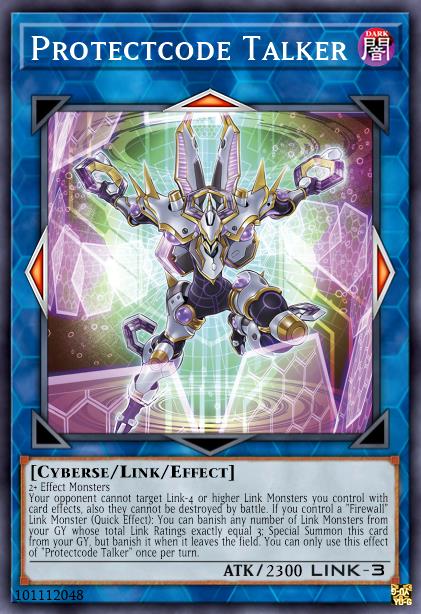 PROTECTCODE TALKER
DARK
闇
[CYBERSE/LINK/EFFECT]
2+ Effect Monsters
Your opponent cannot target Link-4 or higher Link Monsters you control with
card effects, also they cannot be destroyed by battle. If you control a "Firewall"
Link Monster (Quick Effect): You can banish any number of Link Monsters from
your GY whose total Link Ratings exactly equal 3; Special Summon this card
from your GY, but banish it when it leaves the field. You can only use this effect
of "Protectcode Talker" once per turn.
ATK/2300 LINK-3
101112048